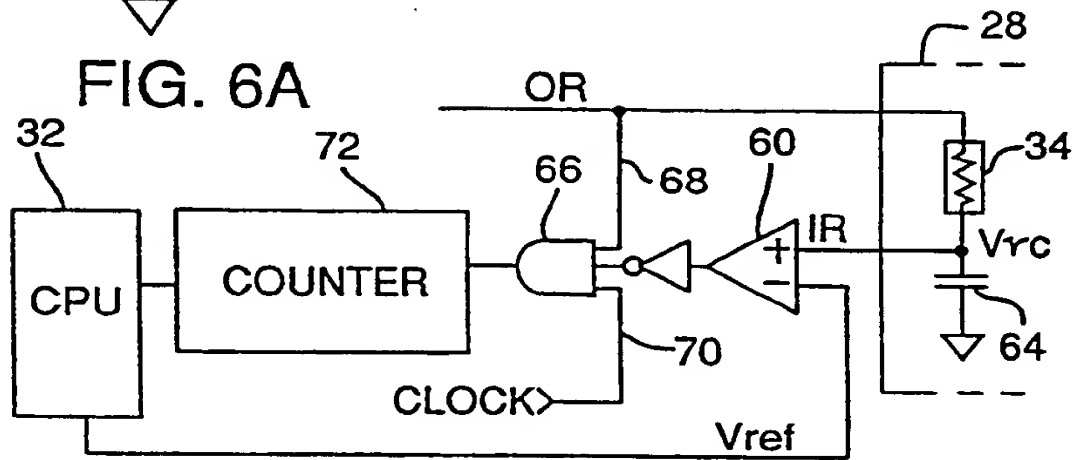 28
FIG. 6A
OR
32
72
66
68
60
34
IR
Vrc
+
−
CPU
COUNTER
70
64
CLOCK>
Vref